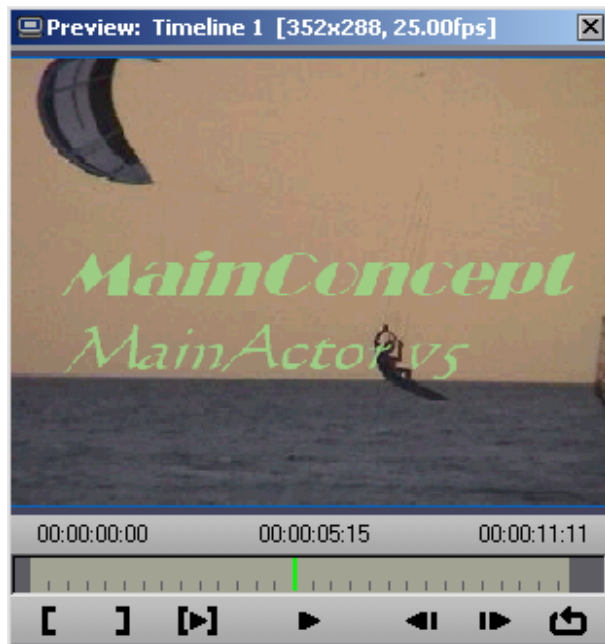 Preview: Timeline 1 [352x288, 25.00fps]
MainConcept
MainActor v5
00:00:00:00 00:00:05:15 00:00:11:11